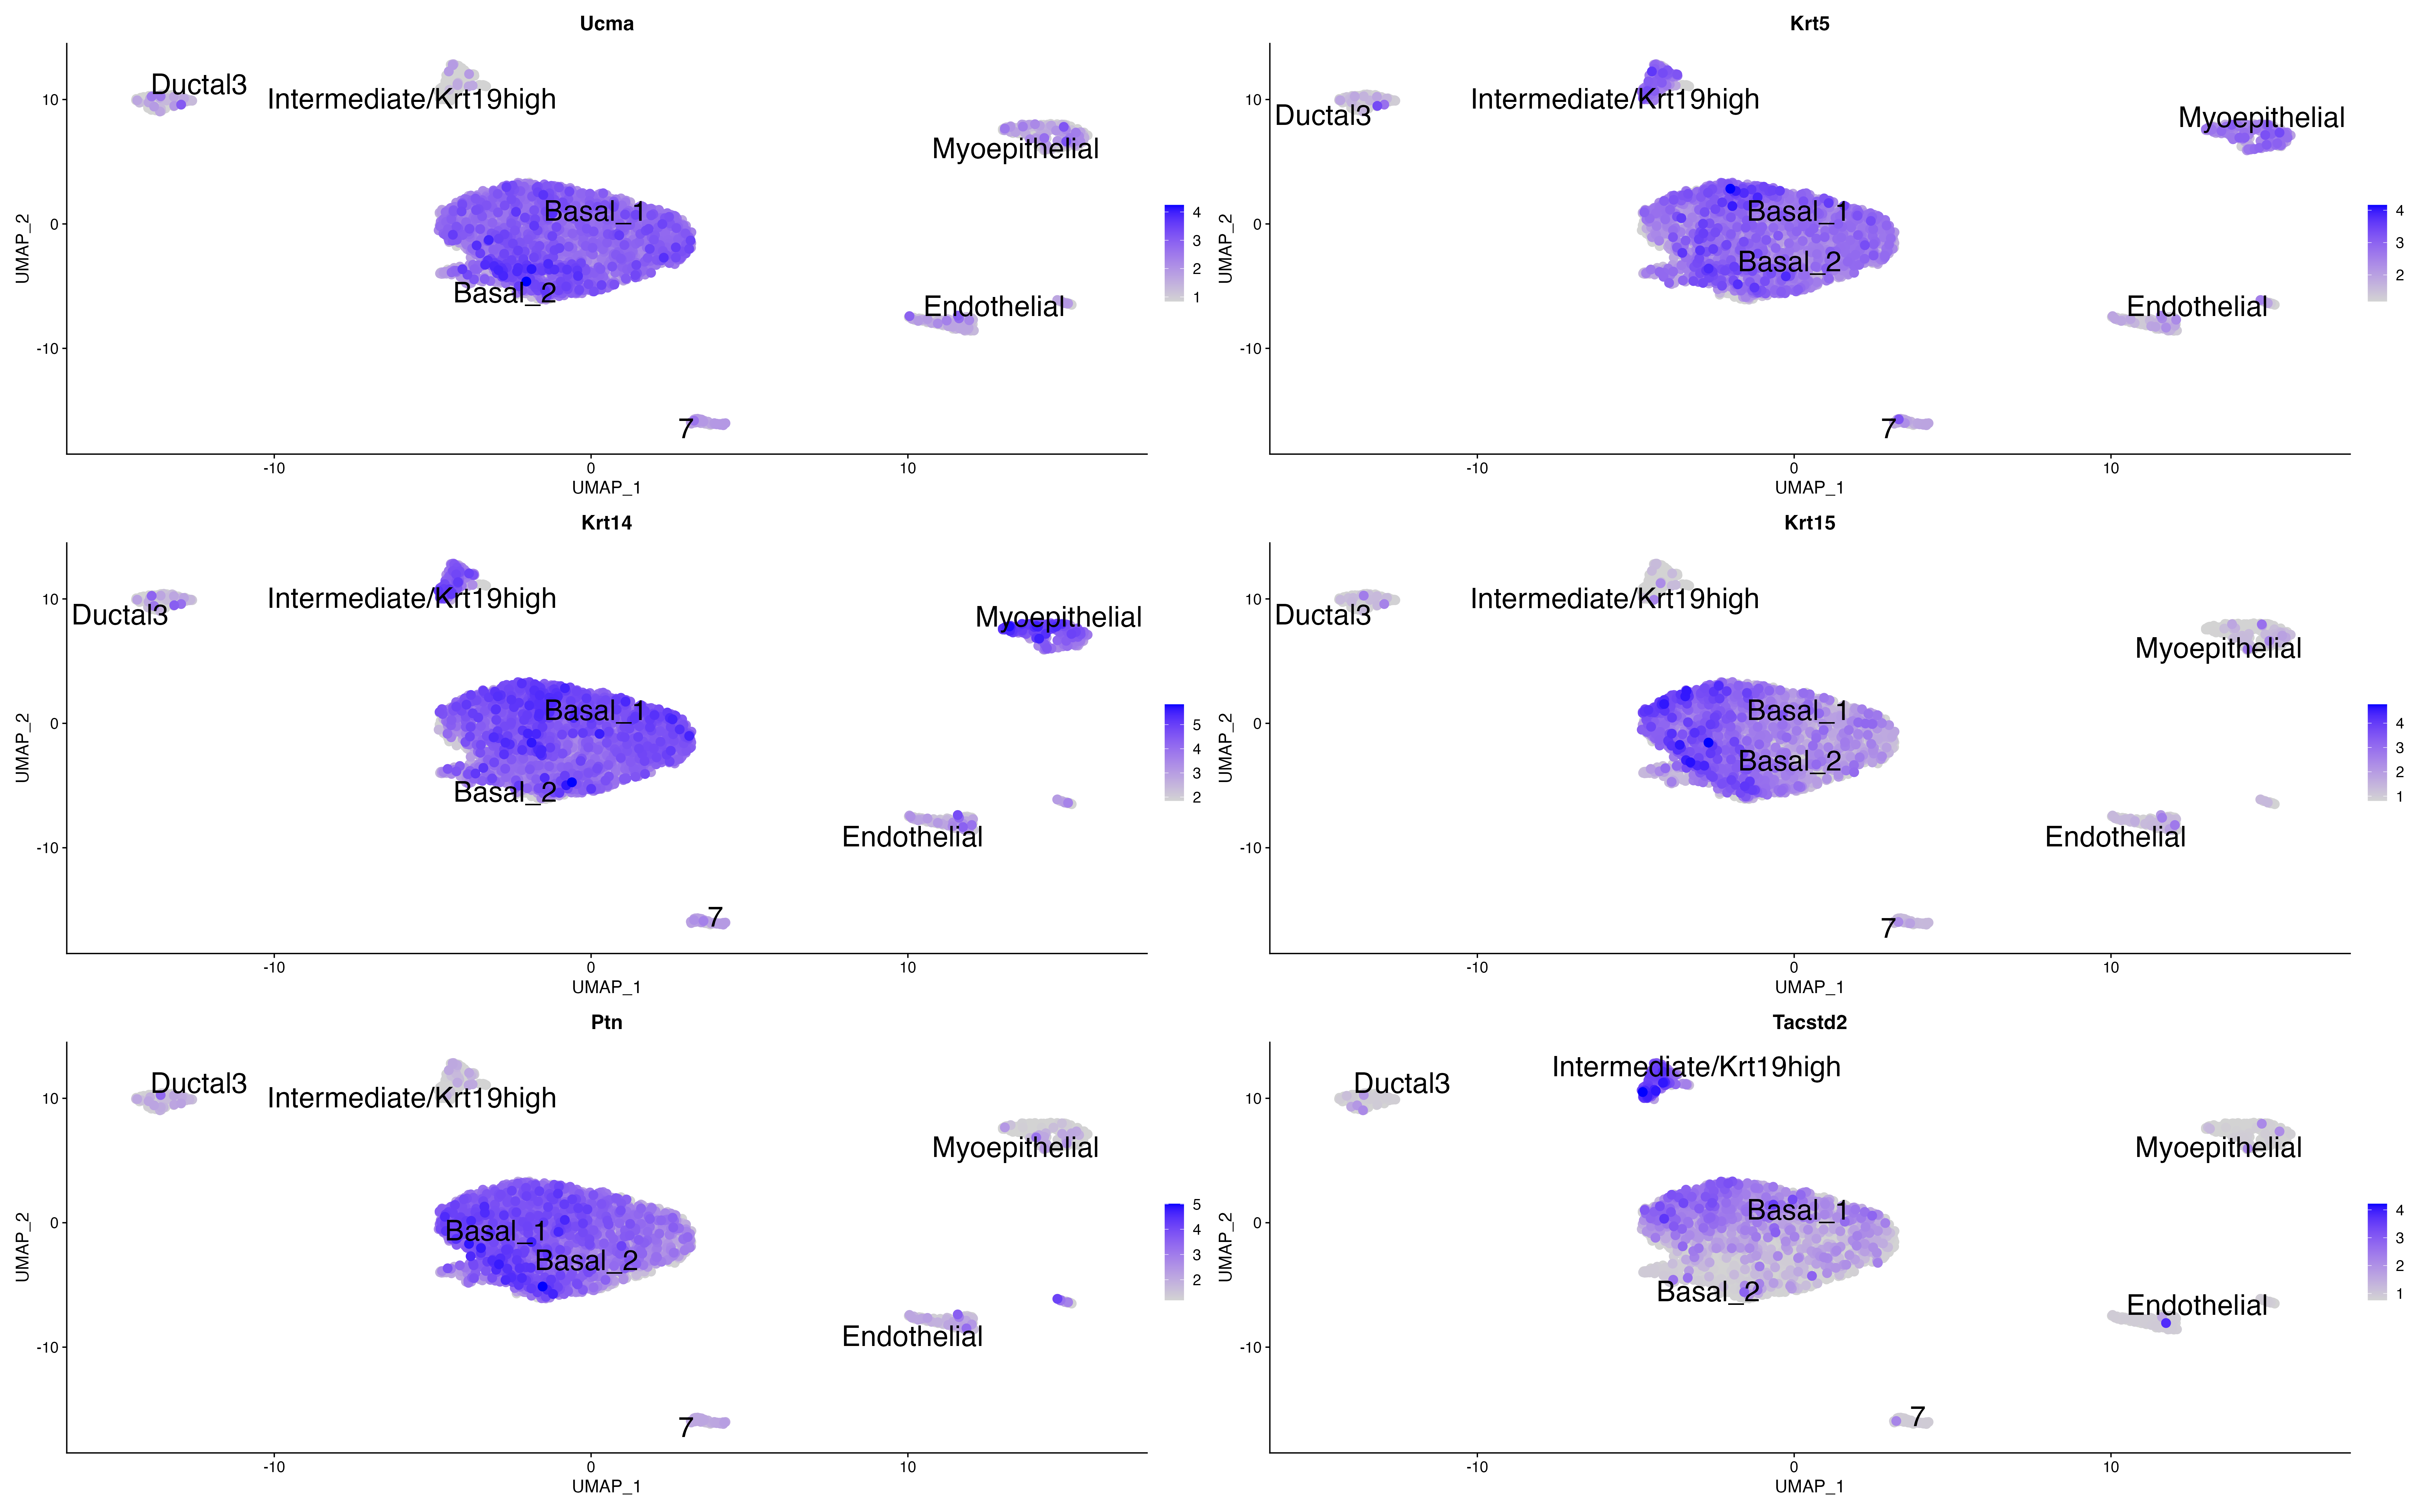 Ucma
Ductal3
Intermediate/Krt19high
Myoepithelial
Basal_1
Basal_2
Endothelial
7
10
0
-10
UMAP_2
-10 0 10
UMAP_1
4
3
2
1
Krt5
Intermediate/Krt19high
Ductal3
Myoepithelial
Basal_1
Basal_2
Endothelial
7
10
0
-10
UMAP_2
-10 0 10
UMAP_1
4
3
2
Krt14
Intermediate/Krt19high
Ductal3
Myoepithelial
Basal_1
Basal_2
Endothelial
7
10
0
-10
UMAP_2
-10 0 10
UMAP_1
5
4
3
2
Krt15
Intermediate/Krt19high
Ductal3
Myoepithelial
Basal_1
Basal_2
Endothelial
7
10
0
-10
UMAP_2
-10 0 10
UMAP_1
4
3
2
1
Ptn
Ductal3
Intermediate/Krt19high
Myoepithelial
Basal_1
Basal_2
Endothelial
7
10
0
-10
UMAP_2
-10 0 10
UMAP_1
5
4
3
2
Tacstd2
Intermediate/Krt19high
Ductal3
Myoepithelial
Basal_1
Basal_2
Endothelial
7
10
0
-10
UMAP_2
-10 0 10
UMAP_1
4
3
2
1